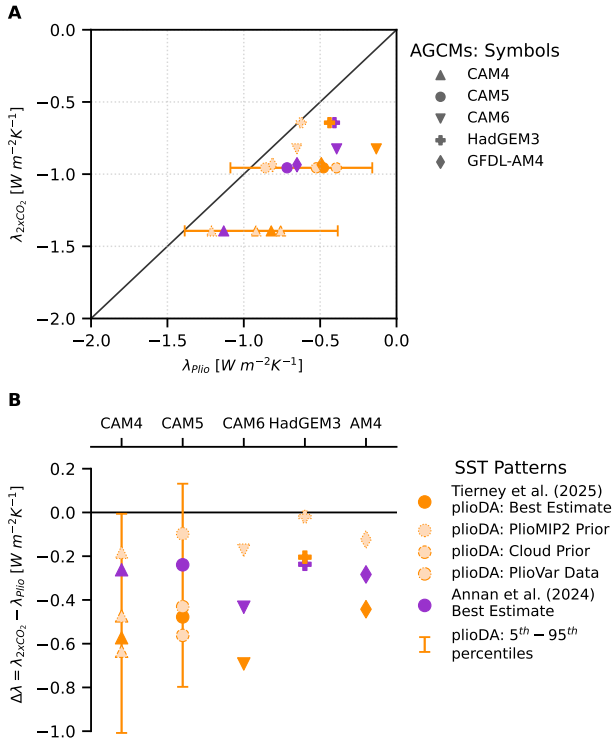 A
0.0
−0.5
−1.0
−1.5
−2.0
λ2xCO2 [W m−2K−1]
−2.0
−1.5
−1.0
−0.5
0.0
λPlio [W m−2K−1]
AGCMs: Symbols
CAM4
CAM5
CAM6
HadGEM3
GFDL-AM4
B
CAM4 CAM5 CAM6 HadGEM3 AM4
0.2
0.0
−0.2
−0.4
−0.6
−0.8
−1.0
Δλ = λ2xCO2 − λPlio [W m−2K−1]
SST Patterns
Tierney et al. (2025)
plioDA: Best Estimate
plioDA: PlioMIP2 Prior
plioDA: Cloud Prior
plioDA: PlioVar Data
Annan et al. (2024)
Best Estimate
plioDA: 5th − 95th
percentiles